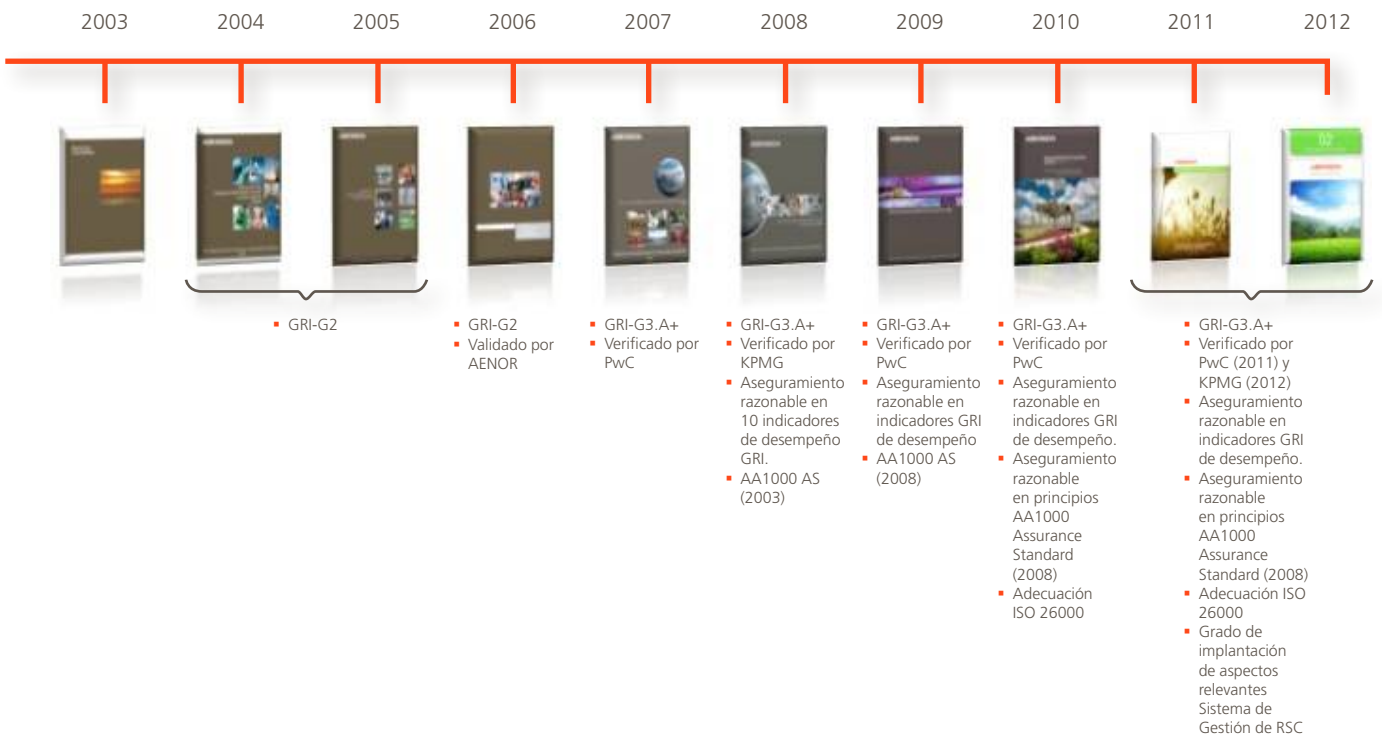 2003 2004 2005 2006 2007 2008 2009 2010 2011 2012
02
▪ GRI-G2
▪ GRI-G2
▪ Validado por
AENOR
▪ GRI-G3.A+
▪ Verificado por
PwC
▪ GRI-G3.A+
▪ Verificado por
KPMG
▪ Aseguramiento
razonable en
10 indicadores
de desempeño
GRI.
▪ AA1000 AS
(2003)
▪ GRI-G3.A+
▪ Verificado por
PwC
▪ Aseguramiento
razonable en
indicadores GRI
de desempeño
▪ AA1000 AS
(2008)
▪ GRI-G3.A+
▪ Verificado por
PwC
▪ Aseguramiento
razonable en
indicadores GRI
de desempeño.
▪ Aseguramiento
razonable
en principios
AA1000
Assurance
Standard
(2008)
▪ Adecuación
ISO 26000
▪ GRI-G3.A+
▪ Verificado por
PwC (2011) y
KPMG (2012)
▪ Aseguramiento
razonable en
indicadores GRI
de desempeño.
▪ Aseguramiento
razonable
en principios
AA1000
Assurance
Standard (2008)
▪ Adecuación ISO
26000
▪ Grado de
implantación
de aspectos
relevantes
Sistema de
Gestión de RSC